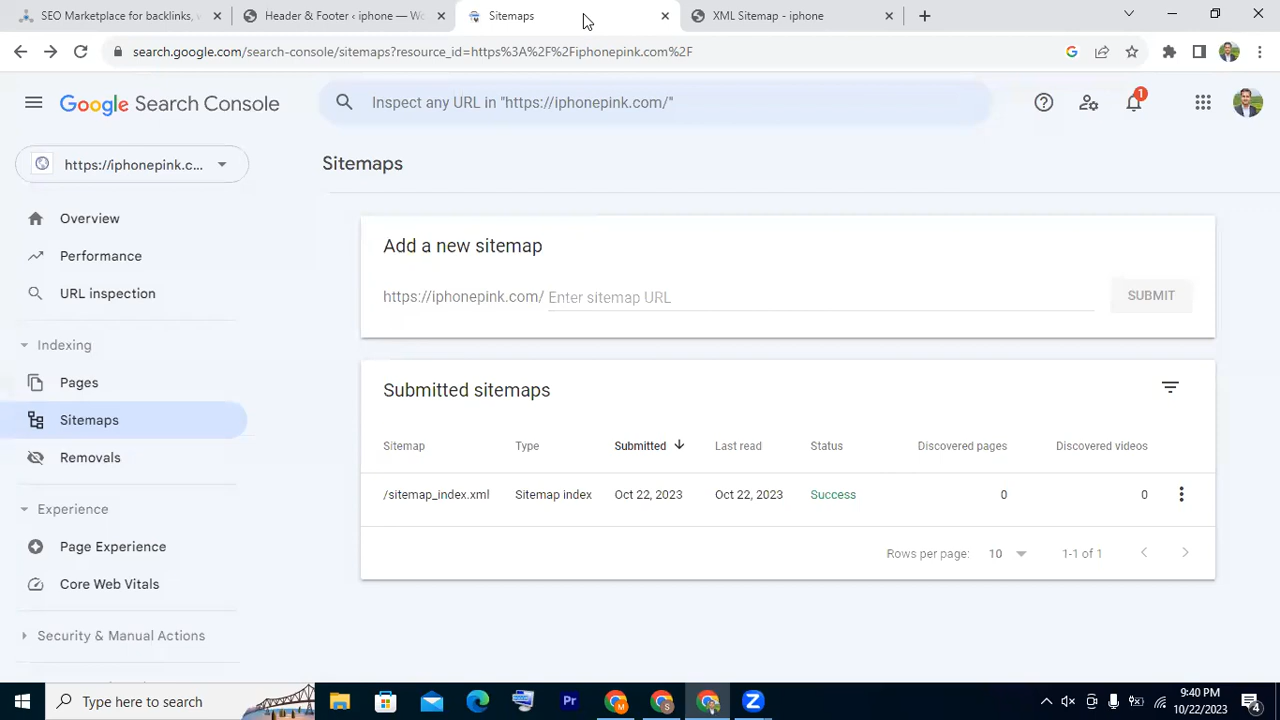 SEO Marketplace for backlinks, v
Header & Footer ‹ iphone — Wo
Sitemaps
XML Sitemap - iphone
search.google.com/search-console/sitemaps?resource_id=https%3A%2F%2Fiphonepink.com%2F
Google Search Console
Inspect any URL in "https://iphonepink.com/"
1
https://iphonepink.c...
Sitemaps
Overview
Performance
URL inspection
Indexing
Pages
Sitemaps
Removals
Experience
Page Experience
Core Web Vitals
Security & Manual Actions
Add a new sitemap
https://iphonepink.com/ Enter sitemap URL
SUBMIT
Submitted sitemaps
Sitemap Type Submitted Last read Status Discovered pages Discovered videos
/sitemap_index.xml Sitemap index Oct 22, 2023 Oct 22, 2023 Success 0 0
Rows per page: 10 1-1 of 1
Type here to search
Pr
M
S
Z
9:40 PM
10/22/2023
4